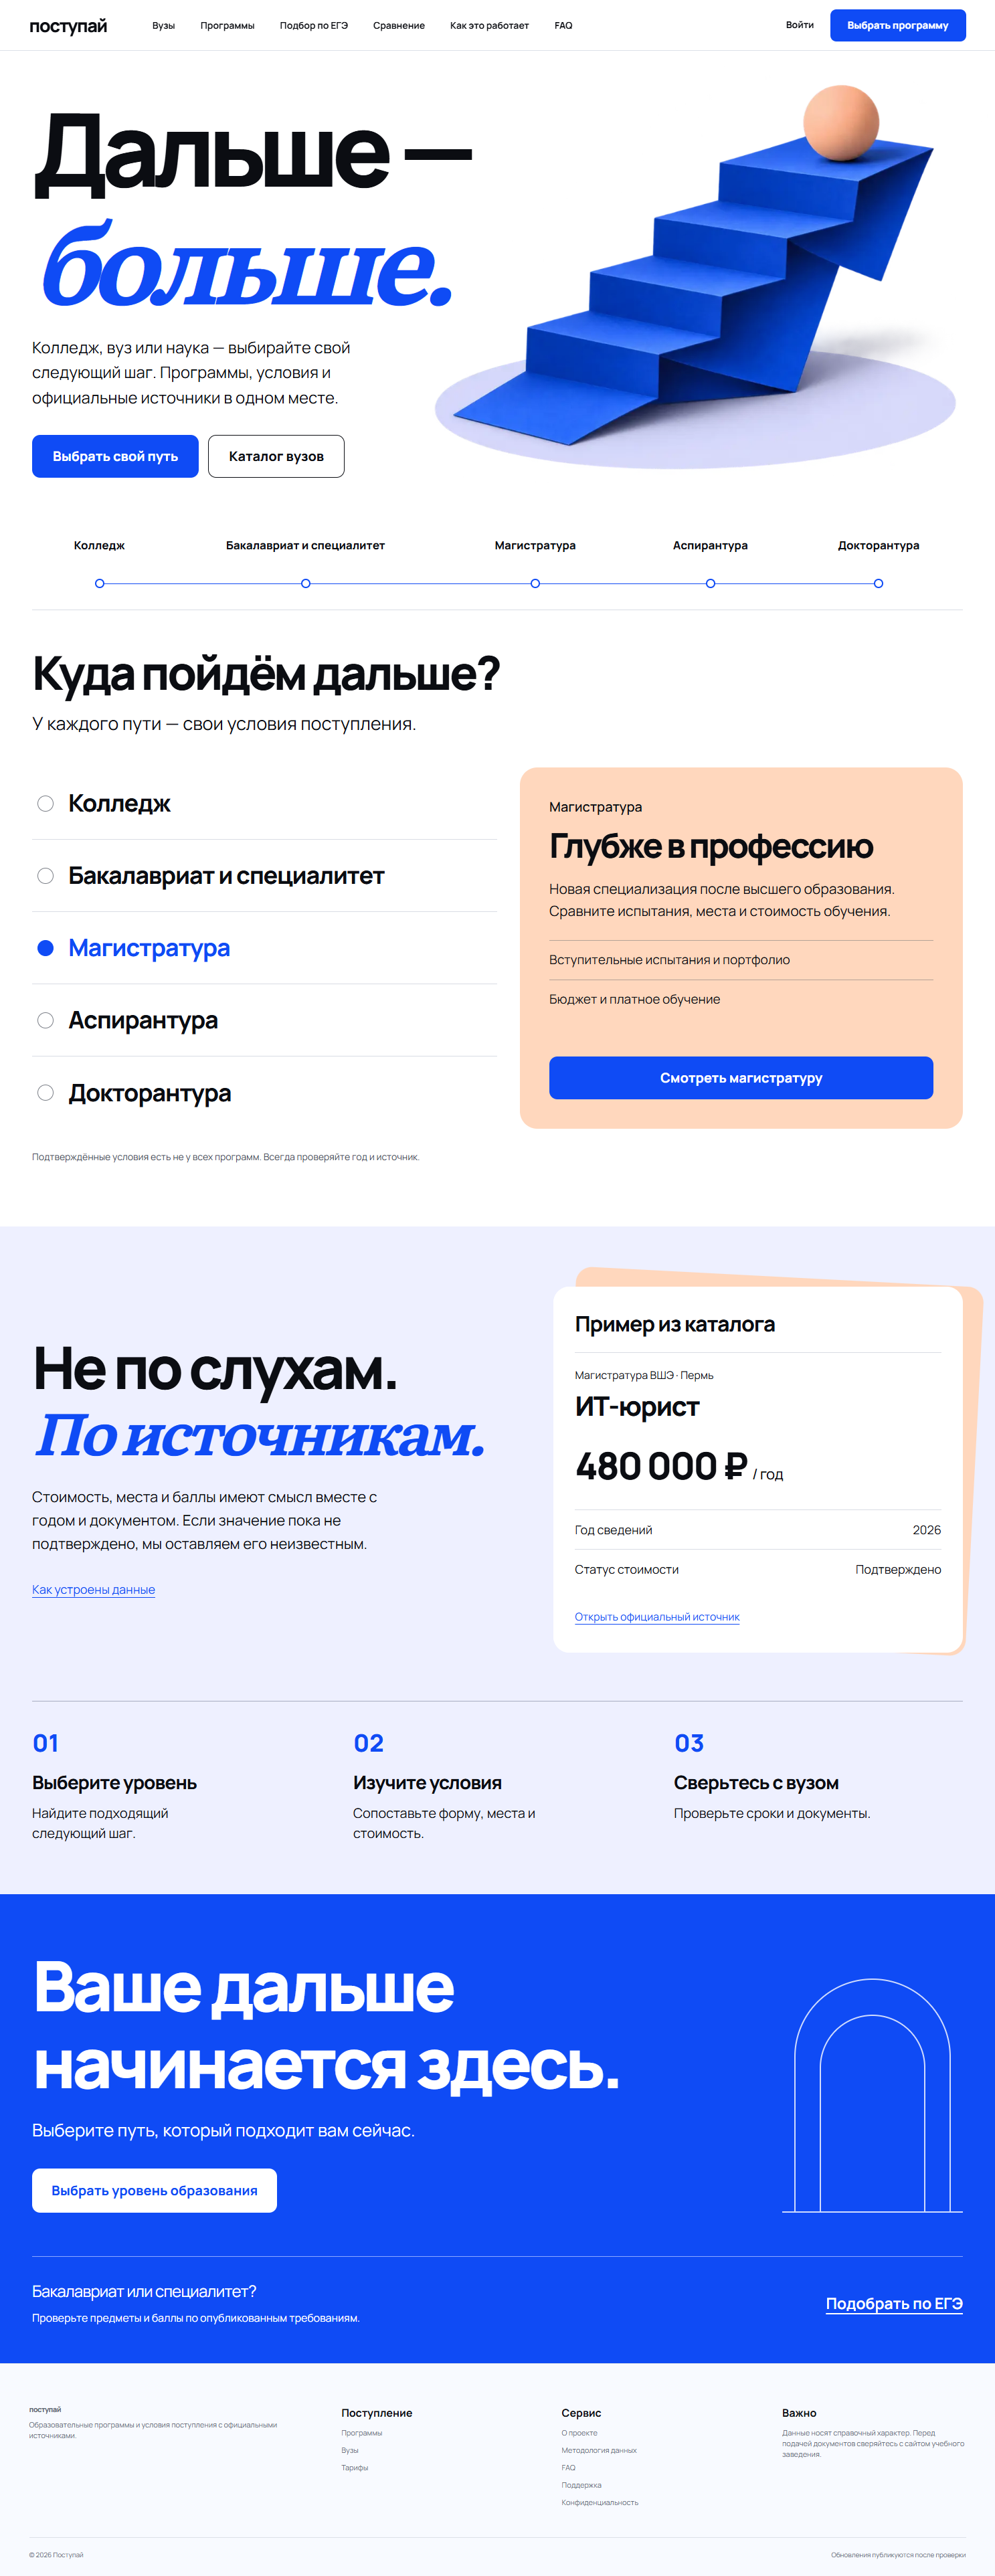 поступай
Вузы
Программы
Подбор по ЕГЭ
Сравнение
Как это работает
FAQ
Войти
Выбрать программу
Дальше —
больше.
Колледж, вуз или наука — выбирайте свой
следующий шаг. Программы, условия и
официальные источники в одном месте.
Выбрать свой путь
Каталог вузов
Колледж
Бакалавриат и специалитет
Магистратура
Аспирантура
Докторантура
Куда пойдём дальше?
У каждого пути — свои условия поступления.
Колледж
Бакалавриат и специалитет
Магистратура
Аспирантура
Докторантура
Магистратура
Глубже в профессию
Новая специализация после высшего образования.
Сравните испытания, места и стоимость обучения.
Вступительные испытания и портфолио
Бюджет и платное обучение
Смотреть магистратуру
Подтверждённые условия есть не у всех программ. Всегда проверяйте год и источник.
Не по слухам.
По источникам.
Стоимость, места и баллы имеют смысл вместе с
годом и документом. Если значение пока не
подтверждено, мы оставляем его неизвестным.
Как устроены данные
Пример из каталога
Магистратура ВШЭ · Пермь
ИТ-юрист
480 000 ₽ / год
Год сведений 2026
Статус стоимости Подтверждено
Открыть официальный источник
01
Выберите уровень
Найдите подходящий
следующий шаг.
02
Изучите условия
Сопоставьте форму, места и
стоимость.
03
Сверьтесь с вузом
Проверьте сроки и документы.
Ваше дальше
начинается здесь.
Выберите путь, который подходит вам сейчас.
Выбрать уровень образования
Бакалавриат или специалитет?
Проверьте предметы и баллы по опубликованным требованиям.
Подобрать по ЕГЭ
поступай
Образовательные программы и условия поступления с официальными
источниками.
Поступление
Программы
Вузы
Тарифы
Сервис
О проекте
Методология данных
FAQ
Поддержка
Конфиденциальность
Важно
Данные носят справочный характер. Перед
подачей документов сверяйтесь с сайтом учебного
заведения.
© 2026 Поступай
Обновления публикуются после проверки